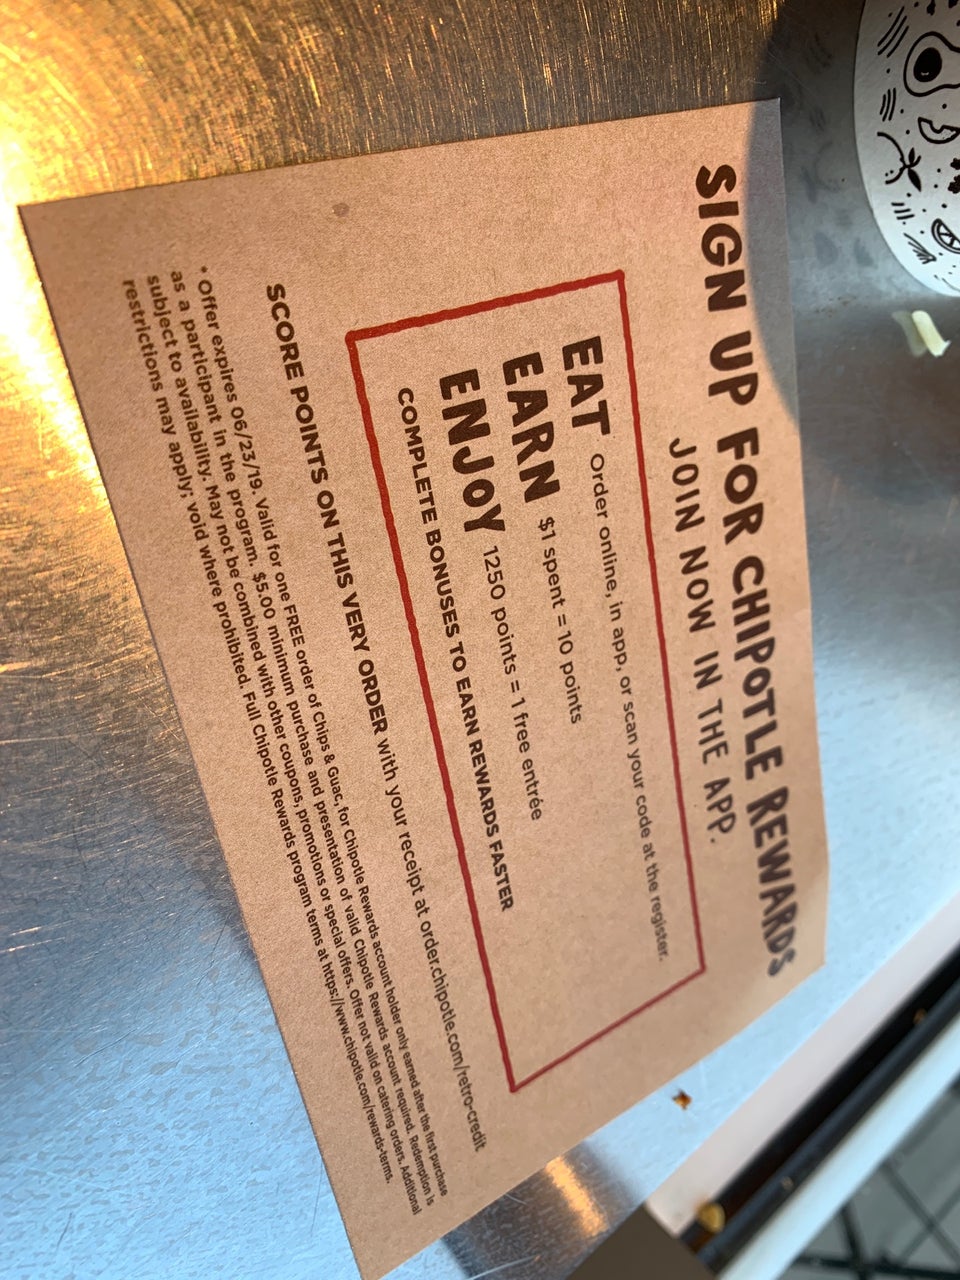 SIGN UP FOR CHIPOTLE REWARDS
JOIN NOW IN THE APP.
EAT Order online, in app, or scan your code at the register.
EARN $1 spent = 10 points
ENJOY 1250 points = 1 free entrée
COMPLETE BONUSES TO EARN REWARDS FASTER
SCORE POINTS ON THIS VERY ORDER with your receipt at order.chipotle.com/retro-credit
* Offer expires 06/23/19. Valid for one FREE order of Chips & Guac, for Chipotle Rewards account holder only earned after the first purchase
as a participant in the program. $5.00 minimum purchase and presentation of valid Chipotle Rewards account required. Redemption is
subject to availability. May not be combined with other coupons, promotions or special offers. Offer not valid on catering orders. Additional
restrictions may apply; void where prohibited. Full Chipotle Rewards program terms at https://www.chipotle.com/rewards-terms.